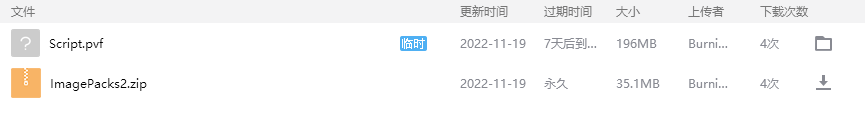 文件 更新时间 过期时间 大小 上传者 下载次数
Script.pvf 临时 2022-11-19 7天后到... 196MB Burni... 4次
ImagePacks2.zip 2022-11-19 永久 35.1MB Burni... 4次